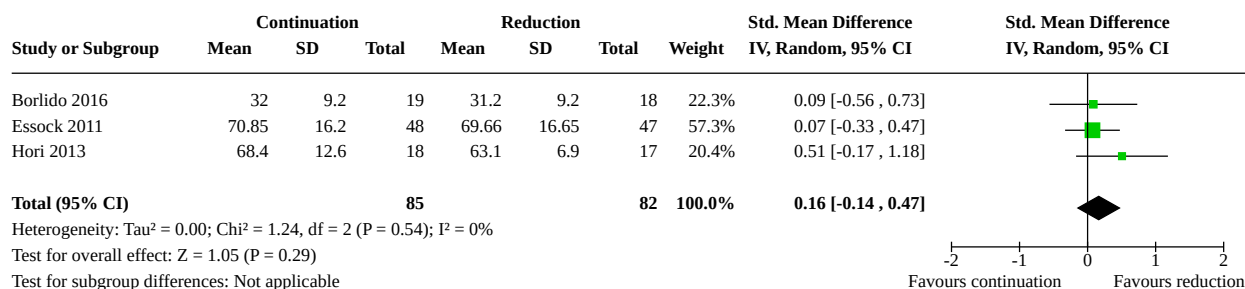 Continuation Reduction Std. Mean Difference Std. Mean Difference
Study or Subgroup Mean SD Total Mean SD Total Weight IV, Random, 95% CI IV, Random, 95% CI
Borlido 2016 32 9.2 19 31.2 9.2 18 22.3% 0.09 [-0.56 , 0.73]
Essock 2011 70.85 16.2 48 69.66 16.65 47 57.3% 0.07 [-0.33 , 0.47]
Hori 2013 68.4 12.6 18 63.1 6.9 17 20.4% 0.51 [-0.17 , 1.18]
Total (95% CI) 85 82 100.0% 0.16 [-0.14 , 0.47]
Heterogeneity: Tau² = 0.00; Chi² = 1.24, df = 2 (P = 0.54); I² = 0%
Test for overall effect: Z = 1.05 (P = 0.29)
-2 -1 0 1 2
Test for subgroup differences: Not applicable Favours continuation Favours reduction